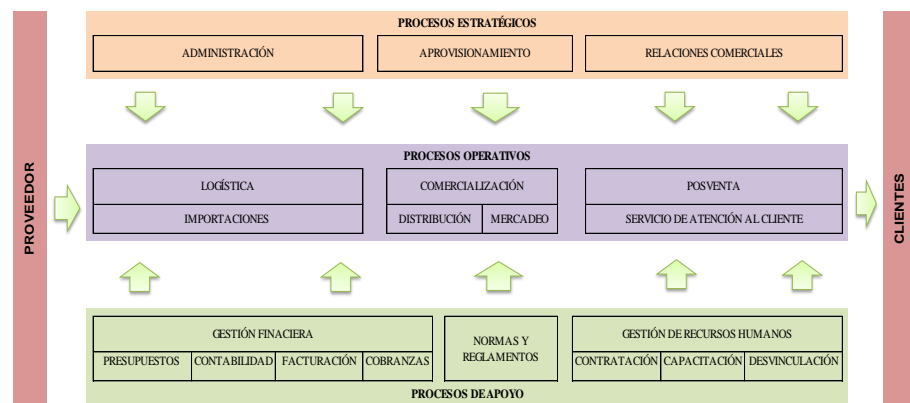 PROCESOS ESTRATÉGICOS
ADMINISTRACIÓN
APROVISIONAMIENTO
RELACIONES COMERCIALES
PROVEEDOR
PROCESOS OPERATIVOS
LOGÍSTICA
IMPORTACIONES
COMERCIALIZACIÓN
DISTRIBUCIÓN
MERCADEO
POSVENTA
SERVICIO DE ATENCIÓN AL CLIENTE
CLIENTES
GESTIÓN FINACIERA
PRESUPUESTOS
CONTABILIDAD
FACTURACIÓN
COBRANZAS
NORMAS Y
REGLAMENTOS
GESTIÓN DE RECURSOS HUMANOS
CONTRATACIÓN
CAPACITACIÓN
DESVINCULACIÓN
PROCESOS DE APOYO